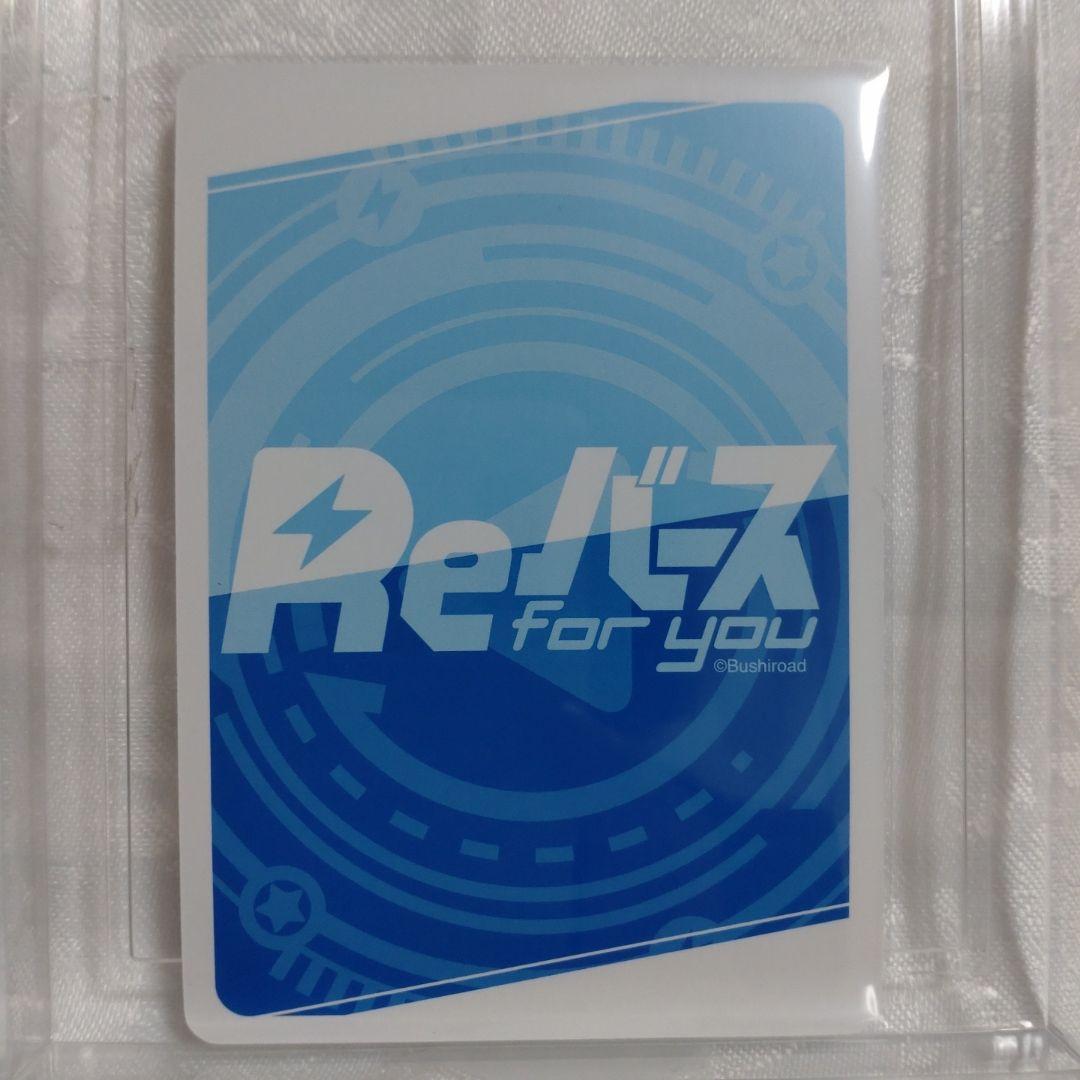 Reバース
for you
©Bushiroad